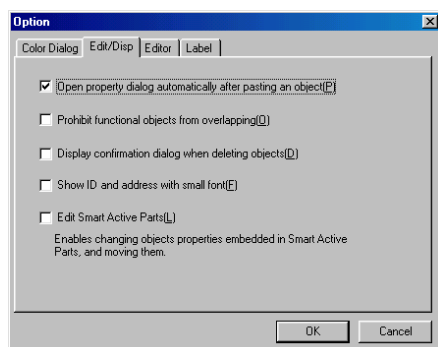 Option
Color Dialog Edit/Disp Editor Label
Open property dialog automatically after pasting an object(P)
Prohibit functional objects from overlapping(O)
Display confirmation dialog when deleting objects(D)
Show ID and address with small font(F)
Edit Smart Active Parts(L)
Enables changing objects properties embedded in Smart Active
Parts, and moving them.
OK Cancel